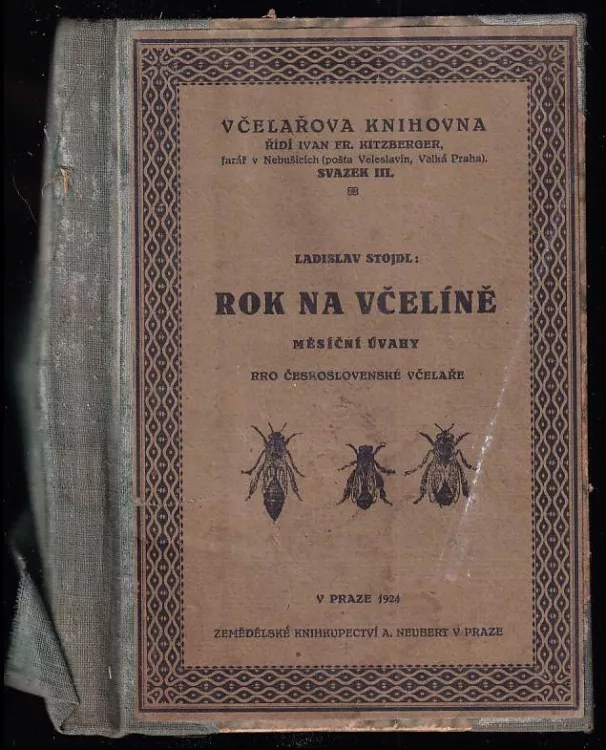 VČELAŘOVA KNIHOVNA
ŘÍDÍ IVAN FR. KITZBERGER,
farář v Nebušicích (pošta Veleslavín, Velká Praha).
SVAZEK III.
LADISLAV STOJDL:
ROK NA VČELÍNĚ
MĚSÍČNÍ ÚVAHY
PRO ČESKOSLOVENSKÉ VČELAŘE
V PRAZE 1924
ZEMĚDĚLSKÉ KNIHKUPECTVÍ A. NEUBERT V PRAZE